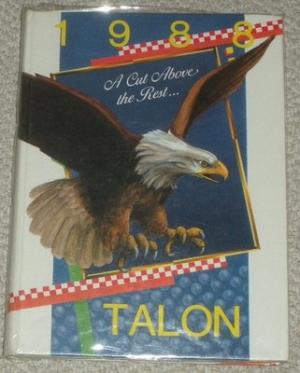 1988
A Cut Above
the Rest...
TALON